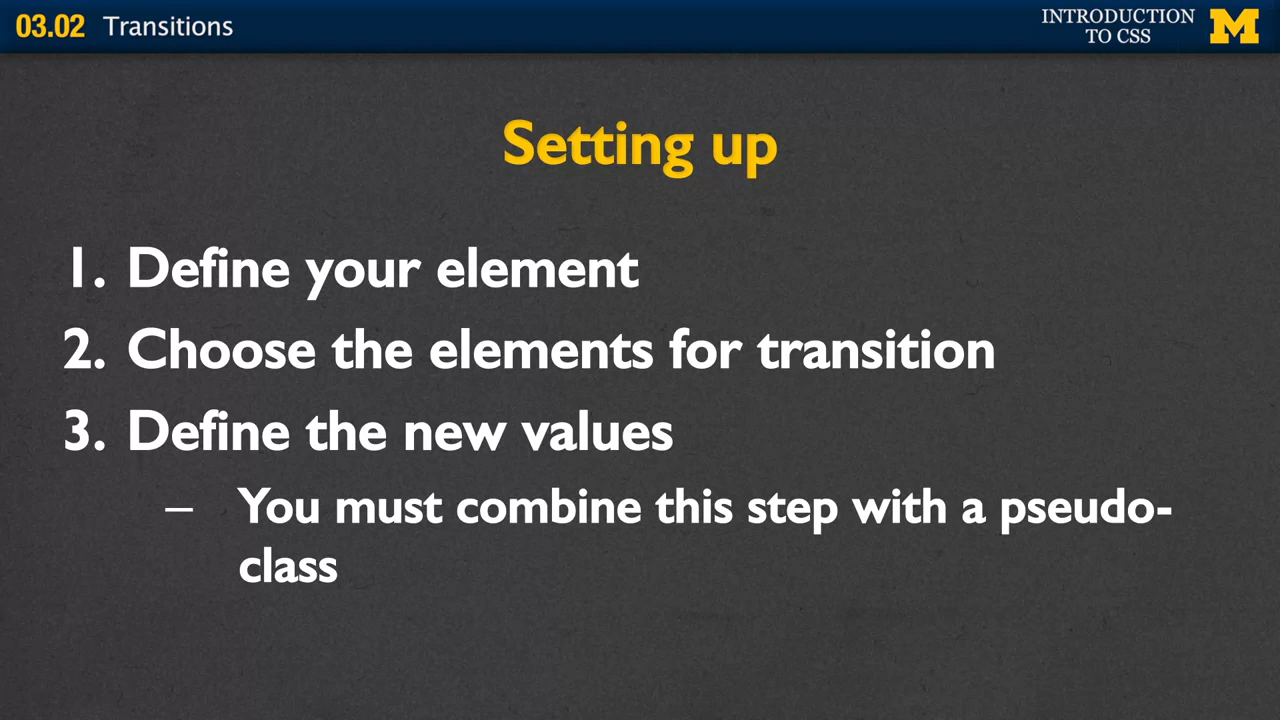 03.02 Transitions
INTRODUCTION
TO CSS
M
Setting up
1. Define your element
2. Choose the elements for transition
3. Define the new values
– You must combine this step with a pseudo-
class